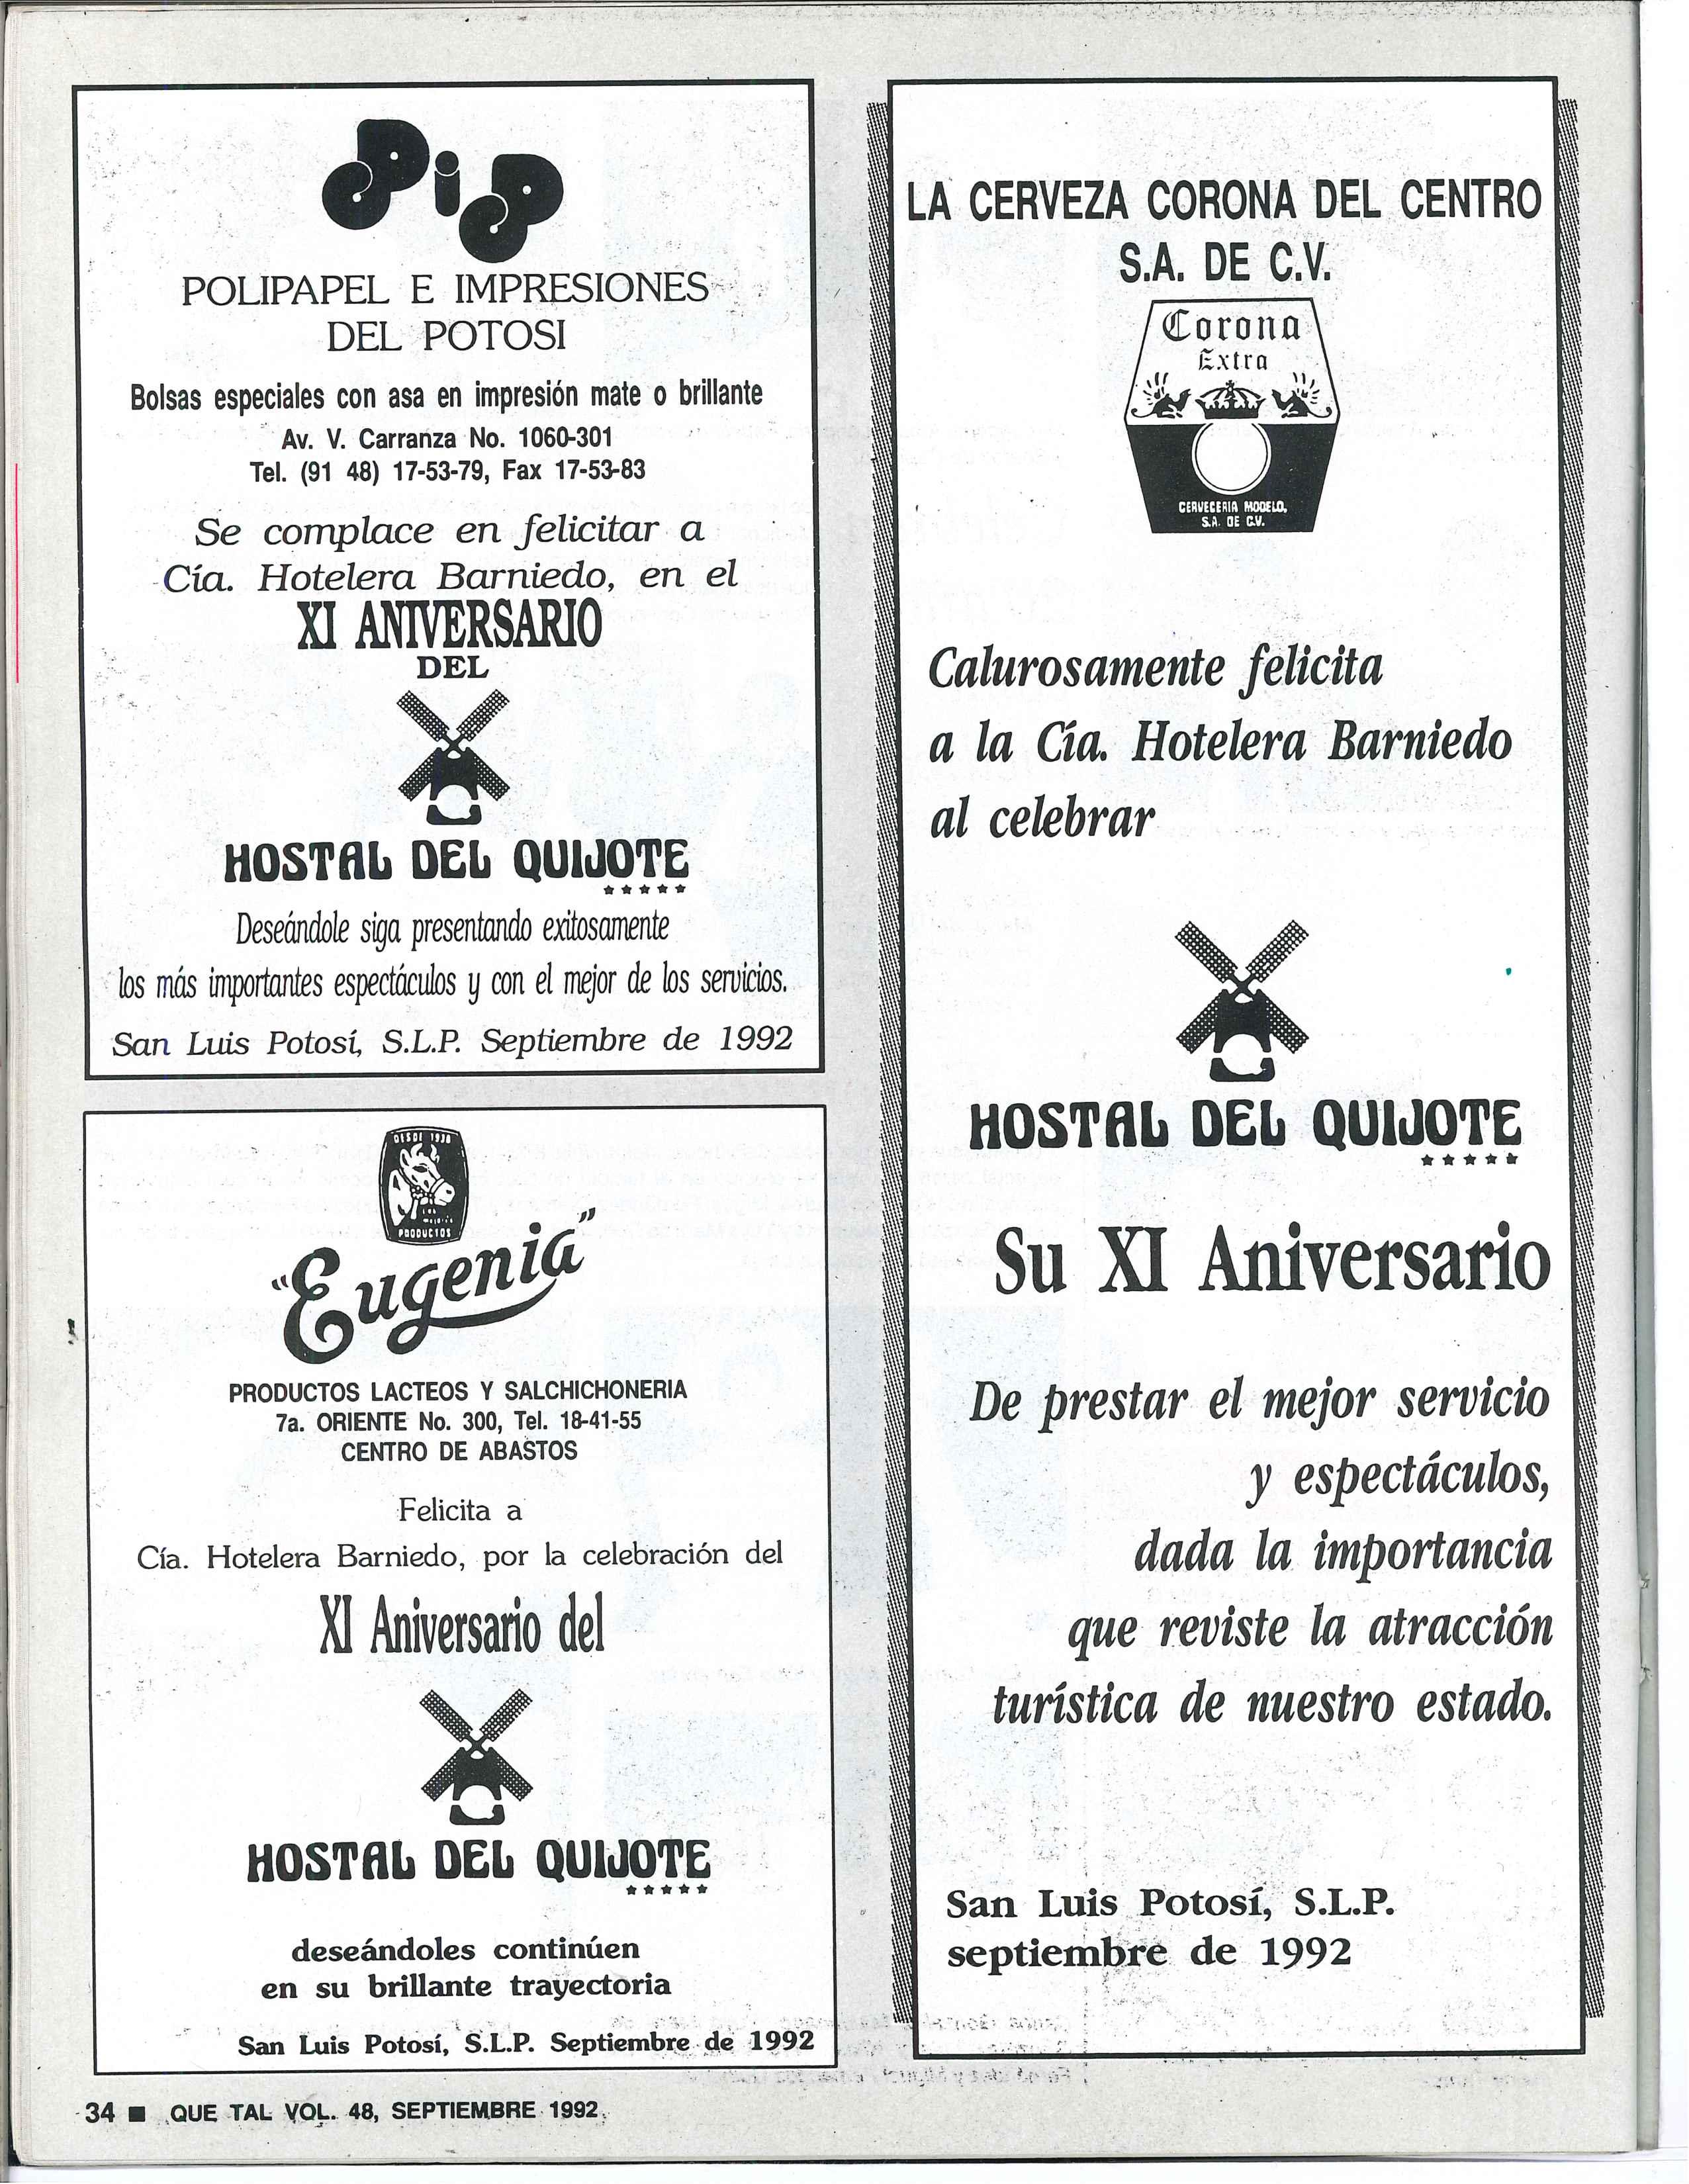 PiP
POLIPAPEL E IMPRESIONES
DEL POTOSI
Bolsas especiales con asa en impresión mate o brillante
Av. V. Carranza No. 1060-301
Tel. (91 48) 17-53-79, Fax 17-53-83
Se complace en felicitar a
Cía. Hotelera Barniedo, en el
XI ANIVERSARIO
DEL
HOSTAL DEL QUIJOTE
Deseándole siga presentando exitosamente
los más importantes espectáculos y con el mejor de los servicios.
San Luis Potosí, S.L.P. Septiembre de 1992
DESDE 1938
LOS
mejores
PRODUCTOS
"Eugenia"
PRODUCTOS LACTEOS Y SALCHICHONERIA
7a. ORIENTE No. 300, Tel. 18-41-55
CENTRO DE ABASTOS
Felicita a
Cía. Hotelera Barniedo, por la celebración del
XI Aniversario del
HOSTAL DEL QUIJOTE
deseándoles continúen
en su brillante trayectoria
San Luis Potosí, S.L.P. Septiembre de 1992
LA CERVEZA CORONA DEL CENTRO
S.A. DE C.V.
Corona
Extra
CERVECERIA MODELO,
S.A. DE C.V.
Calurosamente felicita
a la Cía. Hotelera Barniedo
al celebrar
HOSTAL DEL QUIJOTE
Su XI Aniversario
De prestar el mejor servicio
y espectáculos,
dada la importancia
que reviste la atracción
turística de nuestro estado.
San Luis Potosí, S.L.P.
septiembre de 1992
34 ■ QUE TAL VOL. 48, SEPTIEMBRE 1992